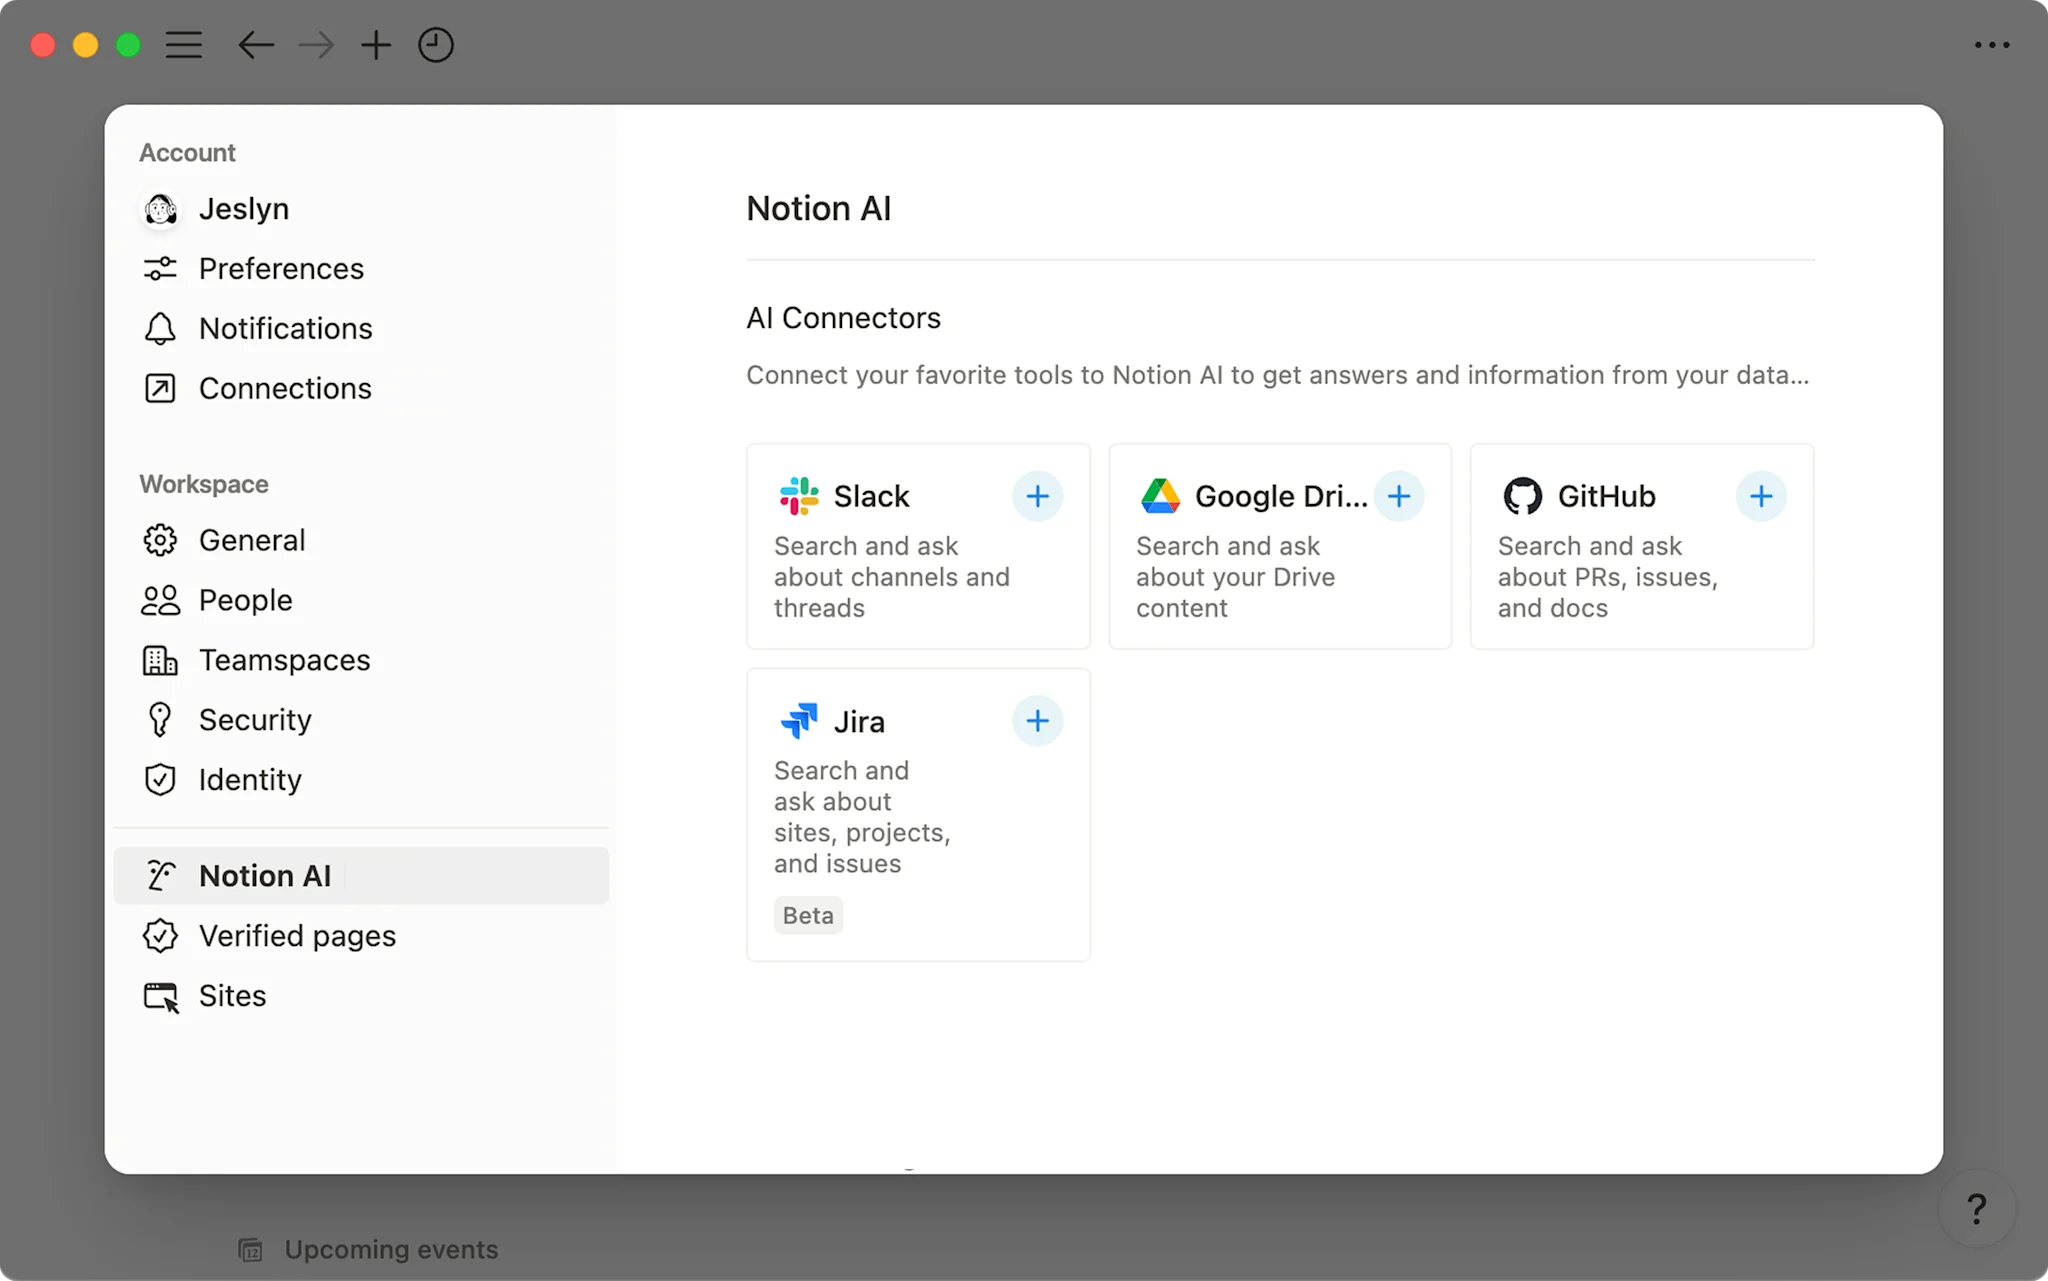 Account
Jeslyn
Preferences
Notifications
Connections
Workspace
General
People
Teamspaces
Security
Identity
Notion AI
Verified pages
Sites
Notion AI
AI Connectors
Connect your favorite tools to Notion AI to get answers and information from your data...
Slack
Search and ask
about channels and
threads
Google Dri...
Search and ask
about your Drive
content
GitHub
Search and ask
about PRs, issues,
and docs
Jira
Search and
ask about
sites, projects,
and issues
Beta
?
12
Upcoming events